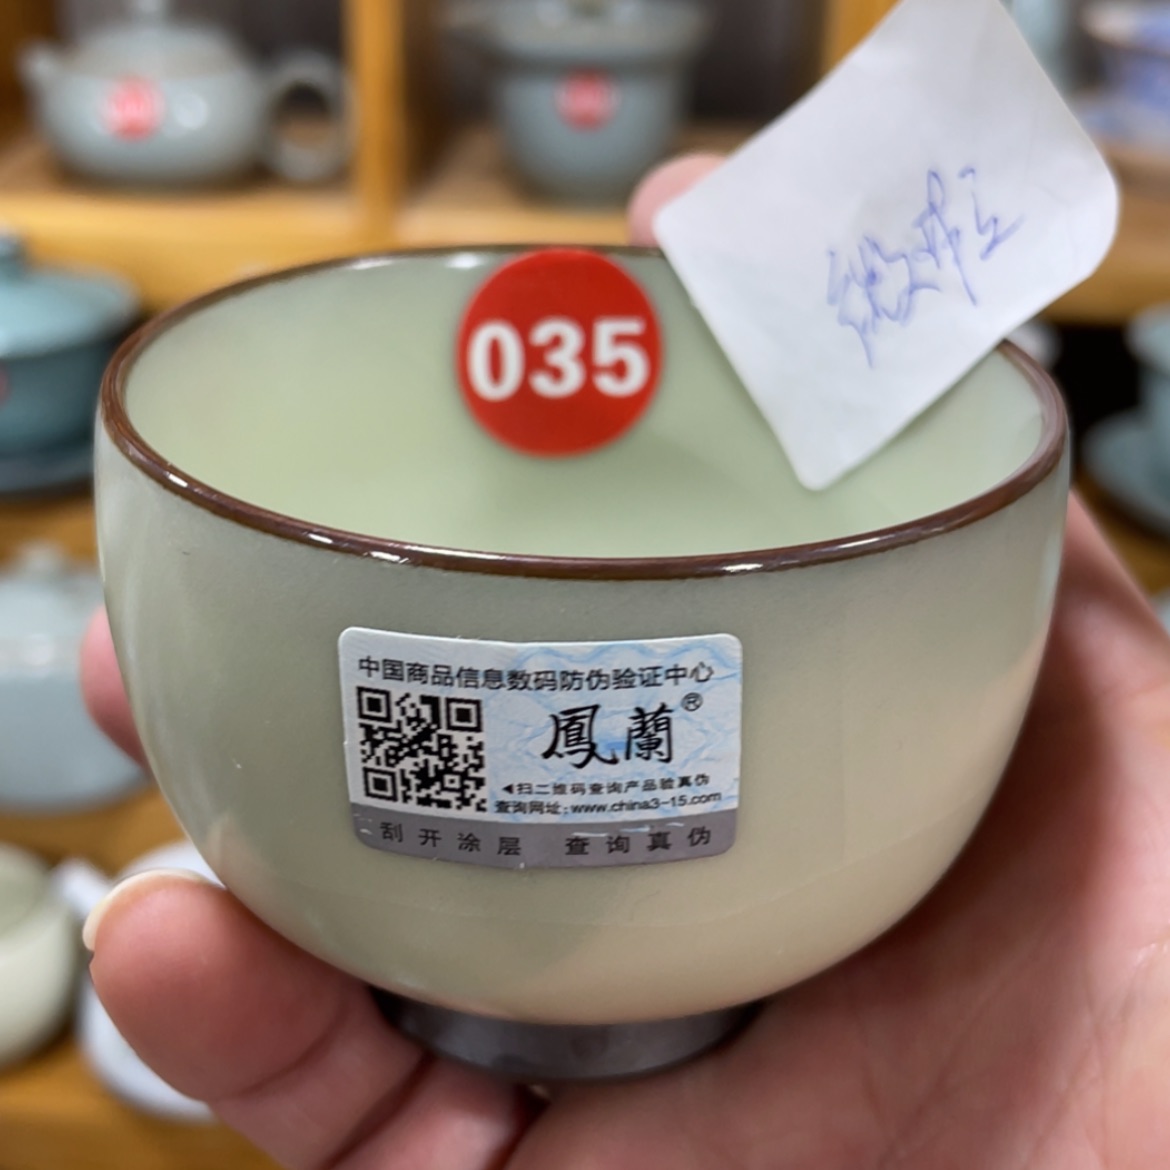 035
中国商品信息数码防伪验证中心
鳳蘭®
◀扫二维码查询产品验真伪
查询网址:www.china3-15.com
刮开涂层 查询真伪